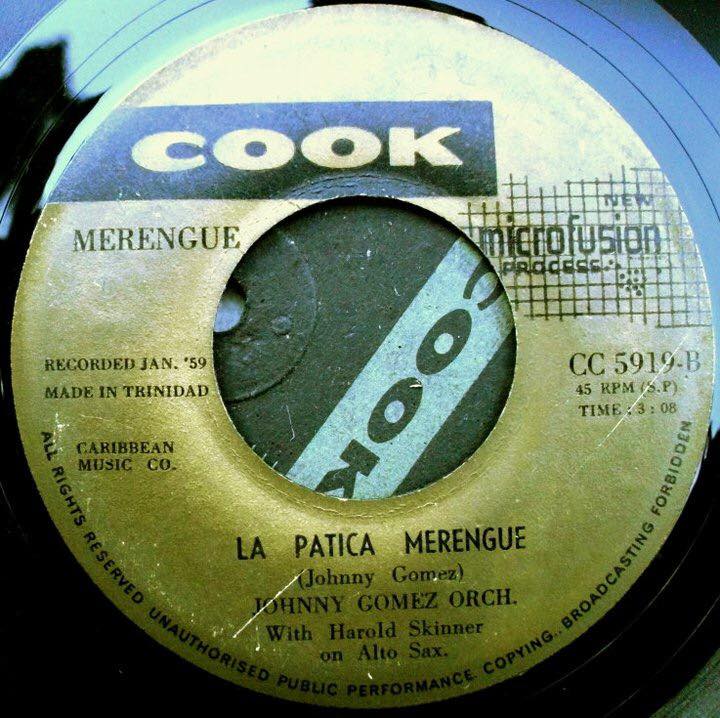 COOK
MERENGUE
NEW
microfusion
PROCESS
RECORDED JAN. '59
MADE IN TRINIDAD
CC 5919-B
45 RPM (S.P)
TIME : 3 : 08
CARIBBEAN
MUSIC CO.
COOK
COOK
LA PATICA MERENGUE
(Johnny Gomez)
JOHNNY GOMEZ ORCH.
With Harold Skinner
on Alto Sax.
ALL RIGHTS RESERVED UNAUTHORISED PUBLIC PERFORMANCE. COPYING.. BROADCASTING FORBIDDEN